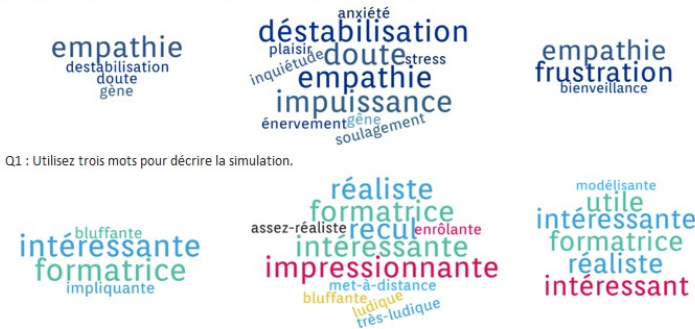 empathie
destabilisation
doute
gène
anxiété
déstabilisation
plaisir
doute
stress
inquiétude
empathie
impuissance
énervement
gêne
soulagement
empathie
frustration
bienveillance
Q1 : Utilisez trois mots pour décrire la simulation.
bluffante
intéressante
formatrice
impliquante
réaliste
formatrice
assez-réaliste
recul
enrôlante
intéressante
impressionnante
met-à-distance
bluffante
ludique
très-ludique
modélisante
utile
intéressante
formatrice
réaliste
intéressant